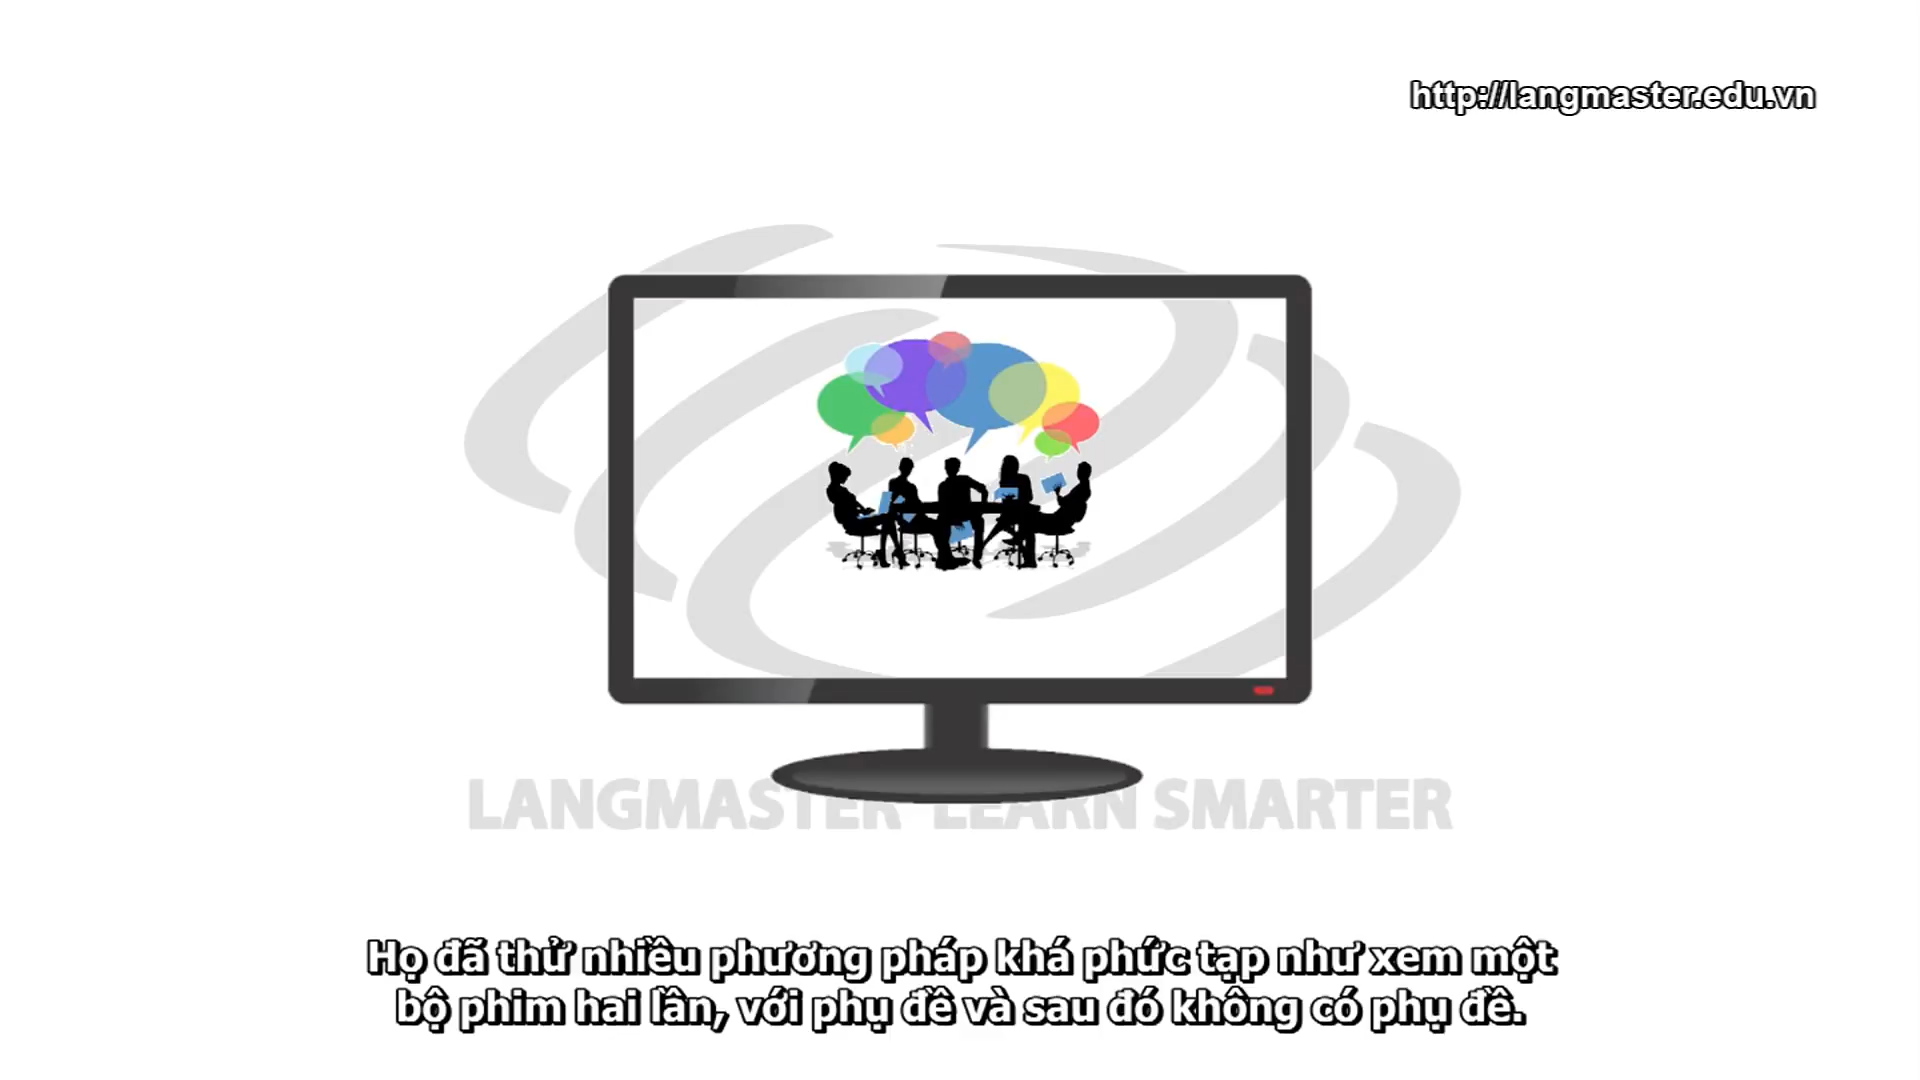 http://langmaster.edu.vn
LANGMASTER LEARN SMARTER
Họ đã thử nhiều phương pháp khá phức tạp như xem một
bộ phim hai lần, với phụ đề và sau đó không có phụ đề.